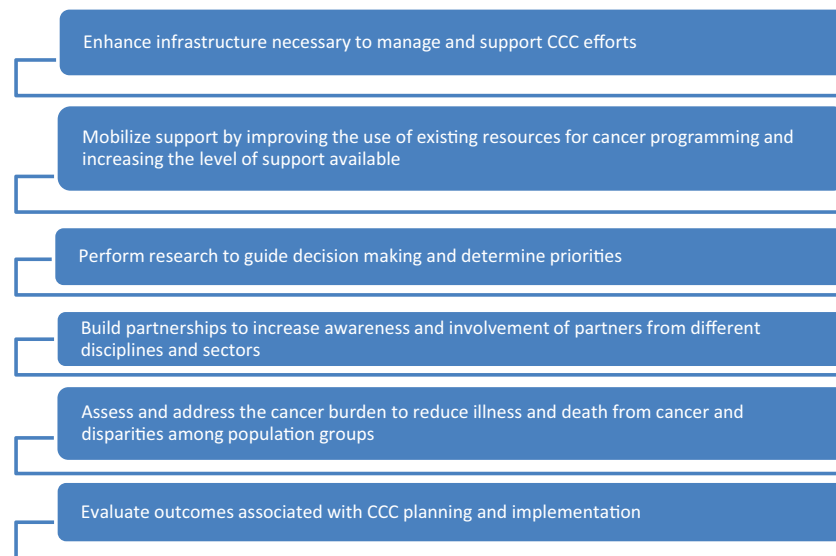 Enhance infrastructure necessary to manage and support CCC efforts
Mobilize support by improving the use of existing resources for cancer programming and
increasing the level of support available
Perform research to guide decision making and determine priorities
Build partnerships to increase awareness and involvement of partners from different
disciplines and sectors
Assess and address the cancer burden to reduce illness and death from cancer and
disparities among population groups
Evaluate outcomes associated with CCC planning and implementation